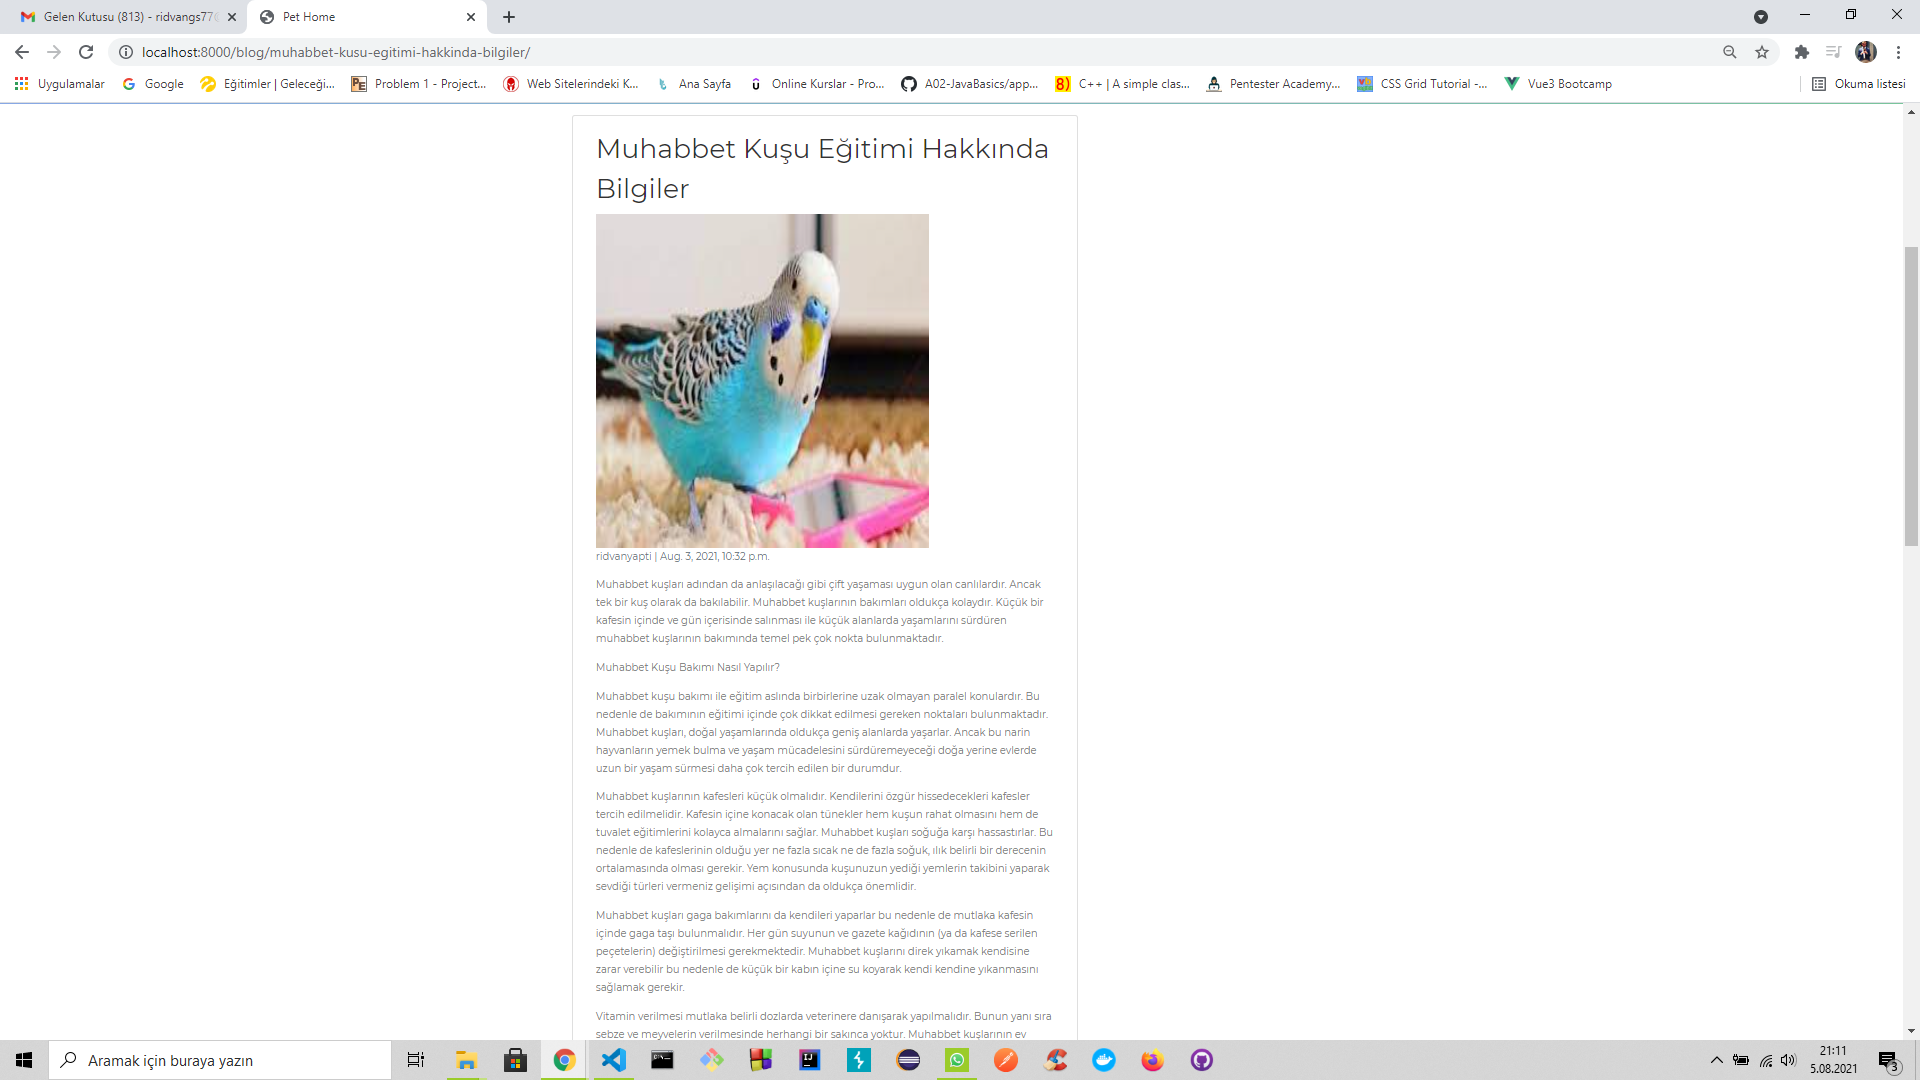 Gelen Kutusu (813) - ridvangs77
Pet Home
localhost:8000/blog/muhabbet-kusu-egitimi-hakkinda-bilgiler/
Uygulamalar
Google
Eğitimler | Geleceği...
Problem 1 - Project...
Web Sitelerindeki K...
Ana Sayfa
Online Kurslar - Pro...
A02-JavaBasics/app...
C++ | A simple clas...
Pentester Academy...
CSS Grid Tutorial -...
Vue3 Bootcamp
Okuma listesi
Muhabbet Kuşu Eğitimi Hakkında
Bilgiler
ridvanyapti | Aug. 3, 2021, 10:32 p.m.
Muhabbet kuşları adından da anlaşılacağı gibi çift yaşaması uygun olan canlılardır. Ancak
tek bir kuş olarak da bakılabilir. Muhabbet kuşlarının bakımları oldukça kolaydır. Küçük bir
kafesin içinde ve gün içerisinde salınması ile küçük alanlarda yaşamlarını sürdüren
muhabbet kuşlarının bakımında temel pek çok nokta bulunmaktadır.
Muhabbet Kuşu Bakımı Nasıl Yapılır?
Muhabbet kuşu bakımı ile eğitim aslında birbirlerine uzak olmayan paralel konulardır. Bu
nedenle de bakımının eğitimi içinde çok dikkat edilmesi gereken noktaları bulunmaktadır.
Muhabbet kuşları, doğal yaşamlarında oldukça geniş alanlarda yaşarlar. Ancak bu narin
hayvanların yemek bulma ve yaşam mücadelesini sürdüremeyeceği doğa yerine evlerde
uzun bir yaşam sürmesi daha çok tercih edilen bir durumdur.
Muhabbet kuşlarının kafesleri küçük olmalıdır. Kendilerini özgür hissedecekleri kafesler
tercih edilmelidir. Kafesin içine konacak olan tünekler hem kuşun rahat olmasını hem de
tuvalet eğitimlerini kolayca almalarını sağlar. Muhabbet kuşları soğuğa karşı hassastırlar. Bu
nedenle de kafeslerinin olduğu yer ne fazla sıcak ne de fazla soğuk, ılık belirli bir derecenin
ortalamasında olması gerekir. Yem konusunda kuşunuzun yediği yemlerin takibini yaparak
sevdiği türleri vermeniz gelişimi açısından da oldukça önemlidir.
Muhabbet kuşları gaga bakımlarını da kendileri yaparlar bu nedenle de mutlaka kafesin
içinde gaga taşı bulunmalıdır. Her gün suyunun ve gazete kağıdının (ya da kafese serilen
peçetelerin) değiştirilmesi gerekmektedir. Muhabbet kuşlarını direk yıkamak kendisine
zarar verebilir bu nedenle de küçük bir kabın içine su koyarak kendi kendine yıkanmasını
sağlamak gerekir.
Vitamin verilmesi mutlaka belirli dozlarda veterinere danışarak yapılmalıdır. Bunun yanı sıra
sebze ve meyvelerin verilmesinde herhangi bir sakınca yoktur. Muhabbet kuşlarının ev
Aramak için buraya yazın
21:11
5.08.2021
3